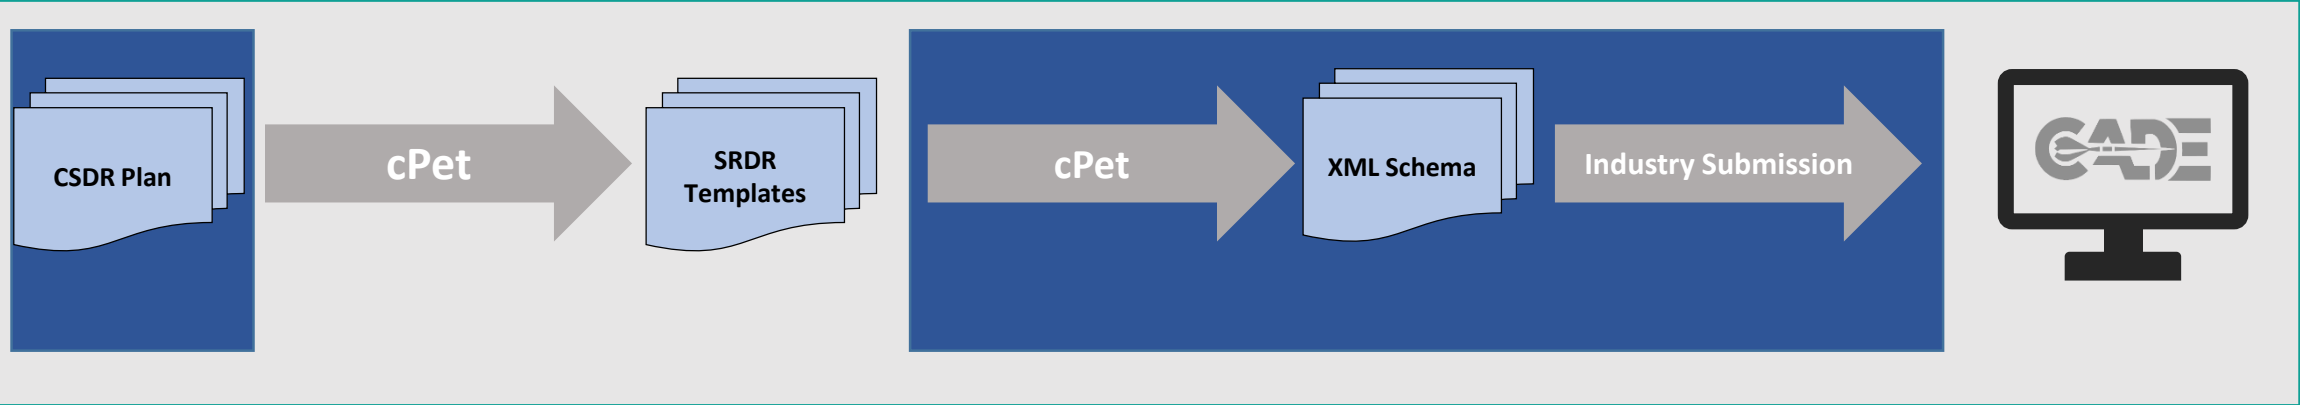 CSDR Plan
cPet
SRDR
Templates
cPet
XML Schema
Industry Submission
CADE